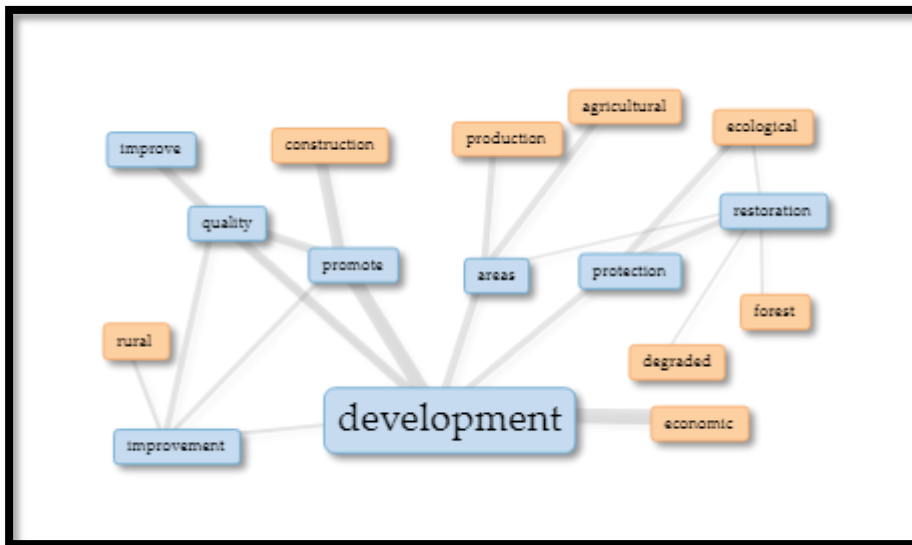 agricultural
ecological
production
construction
improve
restoration
quality
promote
areas
protection
forest
rural
degraded
development
economic
improvement